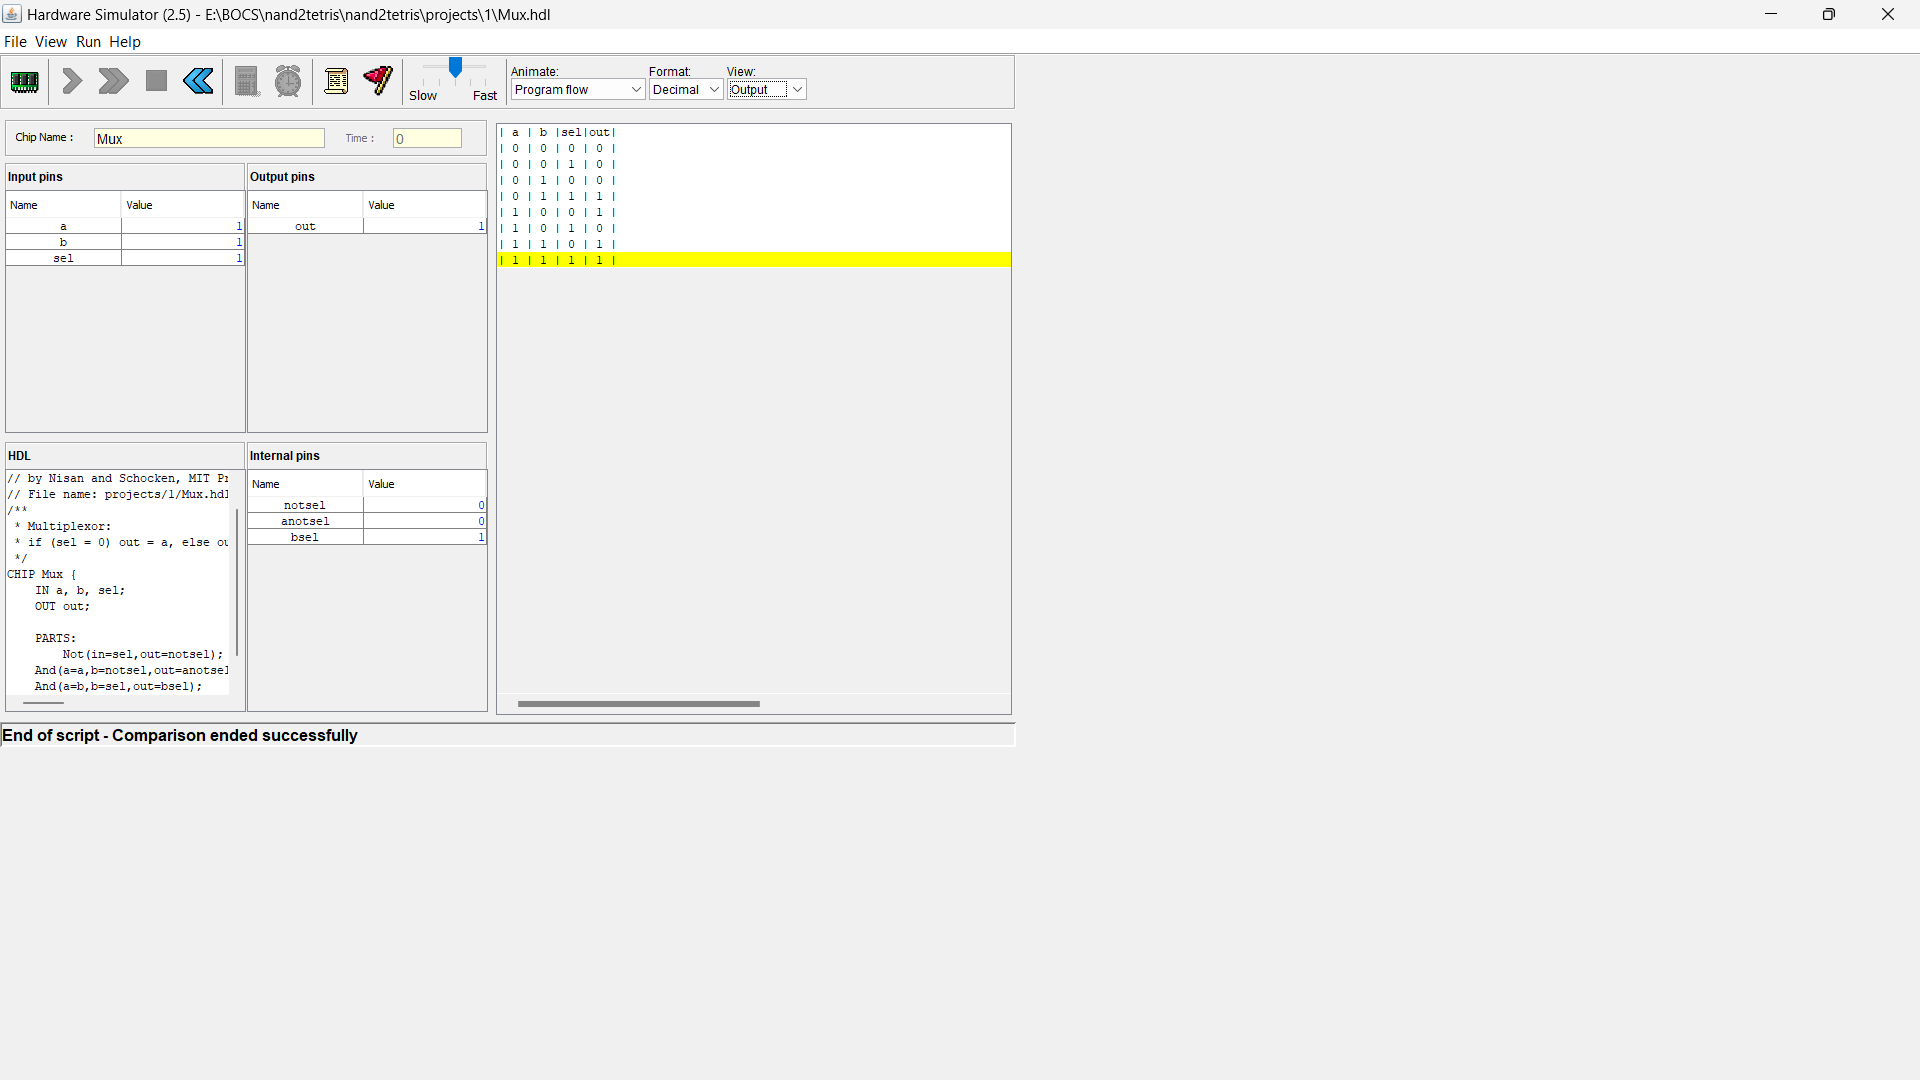 Hardware Simulator (2.5) - E:\BOCS\nand2tetris\nand2tetris\projects\1\Mux.hdl
File View Run Help
Slow Fast
Animate: Format: View:
Program flow Decimal Output
Chip Name : Mux Time : 0
Input pins
Name Value
a 1
b 1
sel 1
Output pins
Name Value
out 1
HDL
// by Nisan and Schocken, MIT Pr
// File name: projects/1/Mux.hdl
/**
* Multiplexor:
* if (sel = 0) out = a, else ou
*/
CHIP Mux {
IN a, b, sel;
OUT out;
PARTS:
Not(in=sel,out=notsel);
And(a=a,b=notsel,out=anotsel
And(a=b,b=sel,out=bsel);
Internal pins
Name Value
notsel 0
anotsel 0
bsel 1
| a | b |sel|out|
| 0 | 0 | 0 | 0 |
| 0 | 0 | 1 | 0 |
| 0 | 1 | 0 | 0 |
| 0 | 1 | 1 | 1 |
| 1 | 0 | 0 | 1 |
| 1 | 0 | 1 | 0 |
| 1 | 1 | 0 | 1 |
| 1 | 1 | 1 | 1 |
End of script - Comparison ended successfully